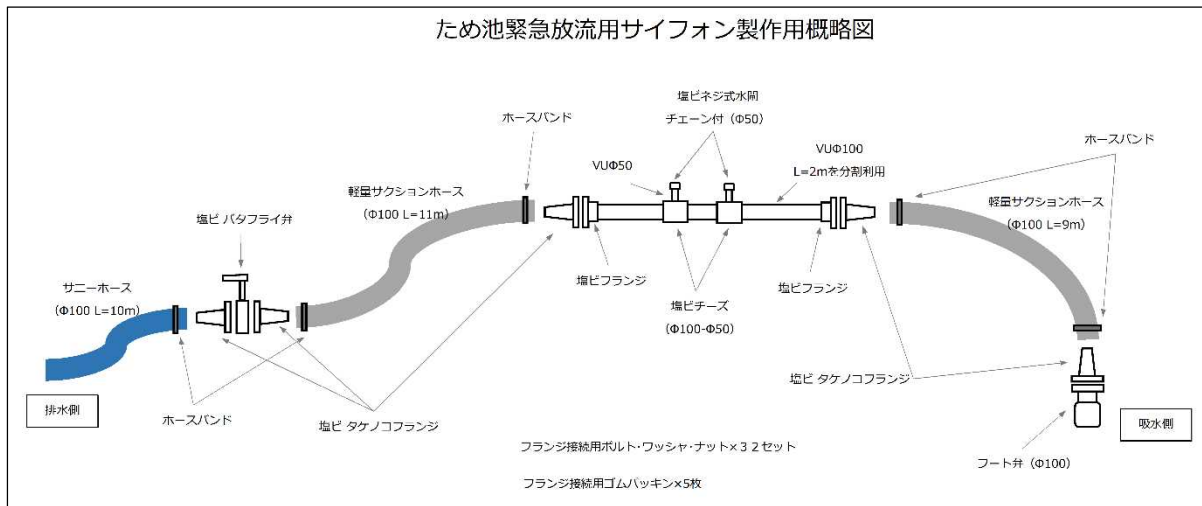 ため池緊急放流用サイフォン製作用概略図
塩ビネジ式水閘
チェーン付(Φ50)
ホースバンド
ホースバンド
VUΦ50
VUΦ100
L=2mを分割利用
軽量サクションホース
(Φ100 L=11m)
塩ビ バタフライ弁
軽量サクションホース
(Φ100 L=9m)
サニーホース
(Φ100 L=10m)
塩ビフランジ
塩ビチーズ
(Φ100-Φ50)
塩ビフランジ
塩ビ タケノコフランジ
排水側
ホースバンド
塩ビ タケノコフランジ
吸水側
フランジ接続用ボルト・ワッシャ・ナット×32セット
フート弁(Φ100)
フランジ接続用ゴムパッキン×5枚